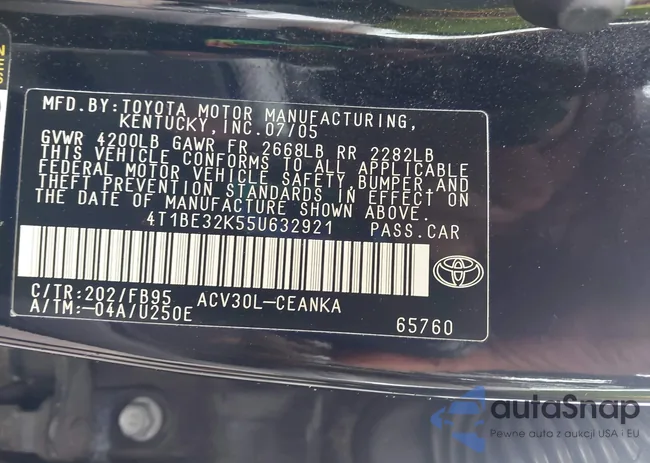 MFD. BY: TOYOTA MOTOR MANUFACTURING,
KENTUCKY, INC. 07/05
GVWR 4200LB GAWR FR 2668LB RR 2282LB
THIS VEHICLE CONFORMS TO ALL APPLICABLE
FEDERAL MOTOR VEHICLE SAFETY, BUMPER, AND
THEFT PREVENTION STANDARDS IN EFFECT ON
THE DATE OF MANUFACTURE SHOWN ABOVE.
4T1BE32K55U632921 PASS. CAR
C/TR: 202/FB95 ACV30L-CEANKA
A/TM: -04A/U250E
65760
autoSnap
Pewne auta z aukcji USA i EU